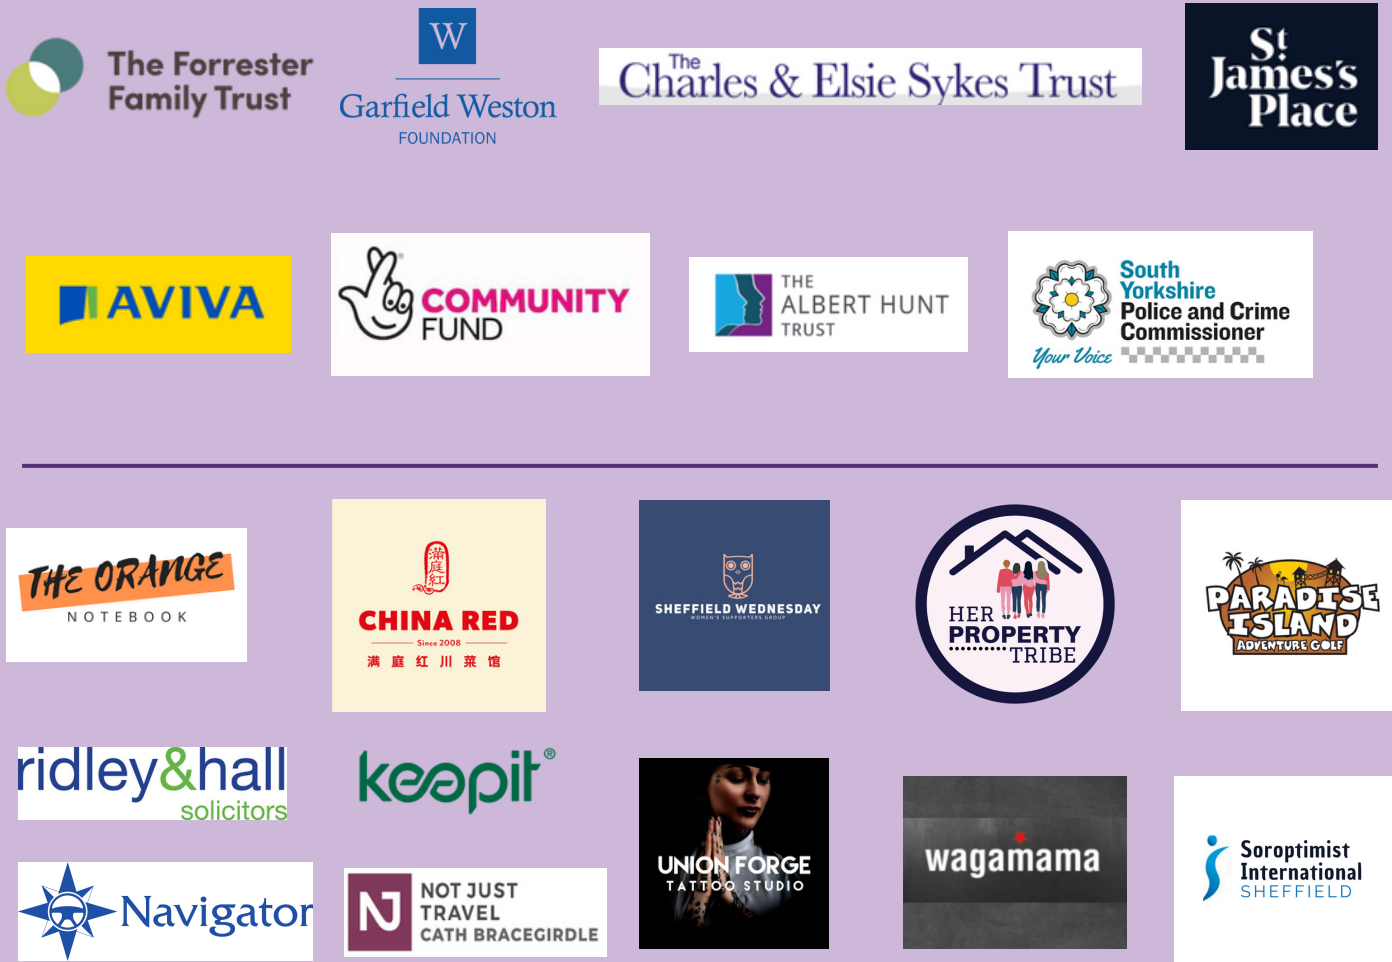 The Forrester
Family Trust
W
Garfield Weston
FOUNDATION
The
Charles & Elsie Sykes Trust
St
James's
Place
AVIVA
COMMUNITY
FUND
THE
ALBERT HUNT
TRUST
South
Yorkshire
Police and Crime
Commissioner
Your Voice
THE ORANGE
NOTEBOOK
滿庭紅
CHINA RED
Since 2008
满庭红川菜馆
SHEFFIELD WEDNESDAY
WOMEN'S SUPPORTERS GROUP
HER
PROPERTY
TRIBE
PARADISE
ISLAND
ADVENTURE GOLF
ridley&hall
solicitors
keepit®
UNION FORGE
TATTOO STUDIO
wagamama
Soroptimist
International
SHEFFIELD
Navigator
NJ
NOT JUST
TRAVEL
CATH BRACEGIRDLE